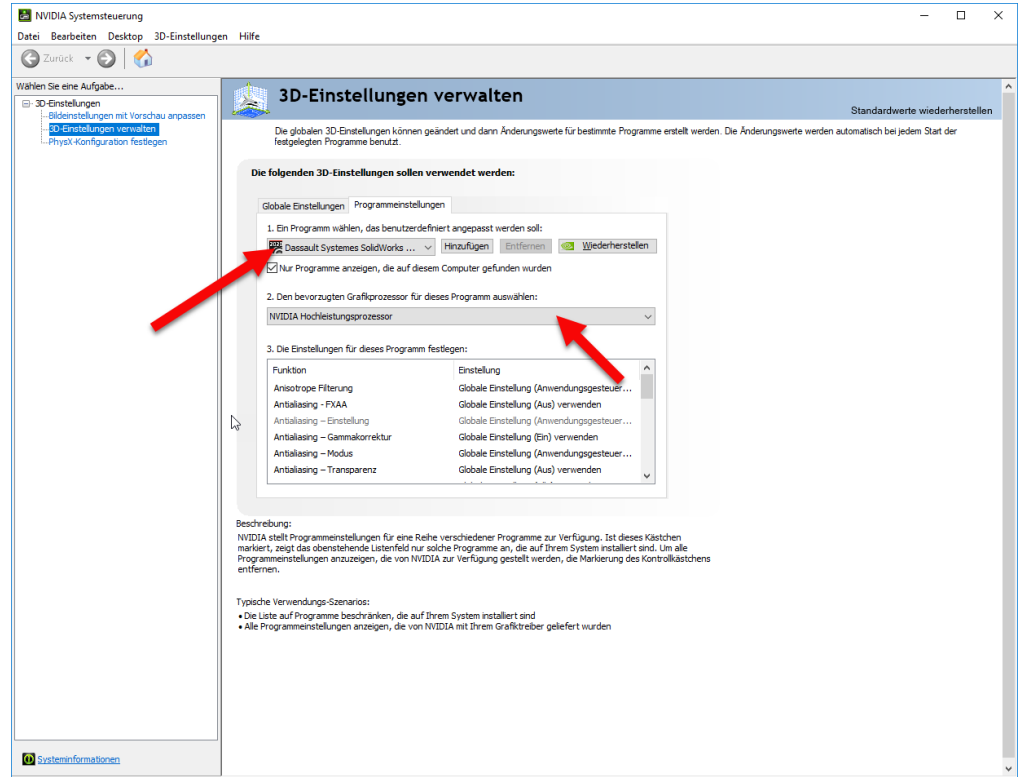 NVIDIA Systemsteuerung
Datei Bearbeiten Desktop 3D-Einstellungen Hilfe
Zurück
Wählen Sie eine Aufgabe...
3D-Einstellungen
Bildeinstellungen mit Vorschau anpassen
3D-Einstellungen verwalten
PhysX-Konfiguration festlegen
Systeminformationen
3D-Einstellungen verwalten
Standardwerte wiederherstellen
Die globalen 3D-Einstellungen können geändert und dann Änderungswerte für bestimmte Programme erstellt werden. Die Änderungswerte werden automatisch bei jedem Start der
festgelegten Programme benutzt.
Die folgenden 3D-Einstellungen sollen verwendet werden:
Globale Einstellungen Programmeinstellungen
1. Ein Programm wählen, das benutzerdefiniert angepasst werden soll:
Dassault Systemes SolidWorks ... Hinzufügen Entfernen Wiederherstellen
Nur Programme anzeigen, die auf diesem Computer gefunden wurden
2. Den bevorzugten Grafikprozessor für dieses Programm auswählen:
NVIDIA Hochleistungsprozessor
3. Die Einstellungen für dieses Programm festlegen:
Funktion Einstellung
Anisotrope Filterung Globale Einstellung (Anwendungsgesteuer...
Antialiasing - FXAA Globale Einstellung (Aus) verwenden
Antialiasing – Einstellung Globale Einstellung (Anwendungsgesteuer...
Antialiasing – Gammakorrektur Globale Einstellung (Ein) verwenden
Antialiasing – Modus Globale Einstellung (Anwendungsgesteuer...
Antialiasing – Transparenz Globale Einstellung (Aus) verwenden
Beschreibung:
NVIDIA stellt Programmeinstellungen für eine Reihe verschiedener Programme zur Verfügung. Ist dieses Kästchen
markiert, zeigt das obenstehende Listenfeld nur solche Programme an, die auf Ihrem System installiert sind. Um alle
Programmeinstellungen anzuzeigen, die von NVIDIA zur Verfügung gestellt werden, die Markierung des Kontrollkästchens
entfernen.
Typische Verwendungs-Szenarios:
• Die Liste auf Programme beschränken, die auf Ihrem System installiert sind
• Alle Programmeinstellungen anzeigen, die von NVIDIA mit Ihrem Grafiktreiber geliefert wurden